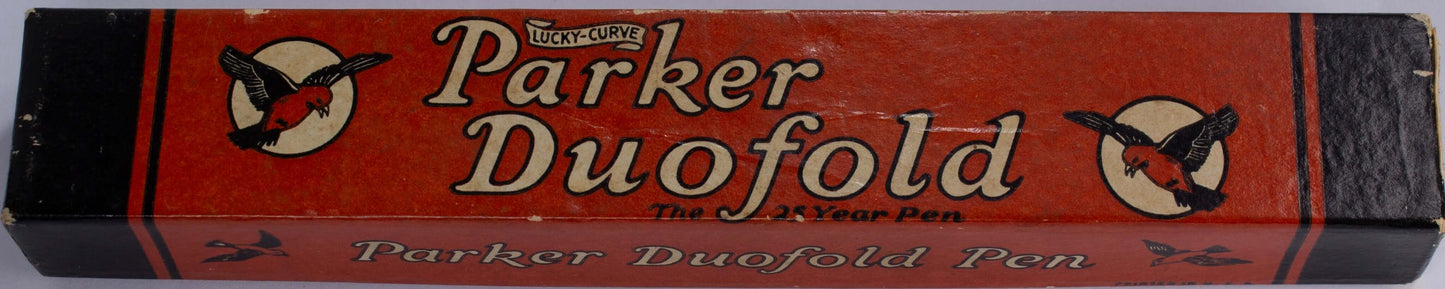 LUCKY-CURVE
Parker
Duofold
The 25 Year Pen
Parker Duofold Pen